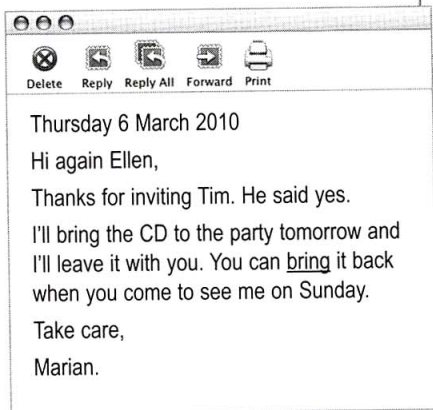 Delete Reply Reply All Forward Print
Thursday 6 March 2010
Hi again Ellen,
Thanks for inviting Tim. He said yes.
I'll bring the CD to the party tomorrow and
I'll leave it with you. You can bring it back
when you come to see me on Sunday.
Take care,
Marian.